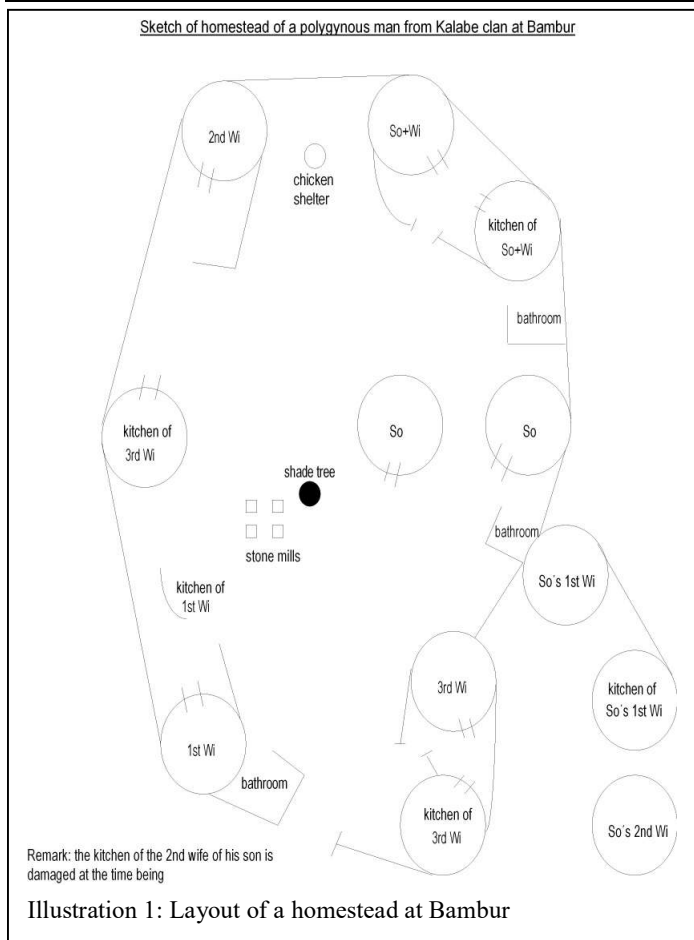 Sketch of homestead of a polygynous man from Kalabe clan at Bambur
2nd Wi
So+Wi
chicken
shelter
kitchen of
So+Wi
bathroom
kitchen of
3rd Wi
So
So
shade tree
stone mills
bathroom
So´s 1st Wi
kitchen of
1st Wi
3rd Wi
kitchen of
So´s 1st Wi
1st Wi
bathroom
kitchen of
3rd Wi
So´s 2nd Wi
Remark: the kitchen of the 2nd wife of his son is
damaged at the time being
Illustration 1: Layout of a homestead at Bambur